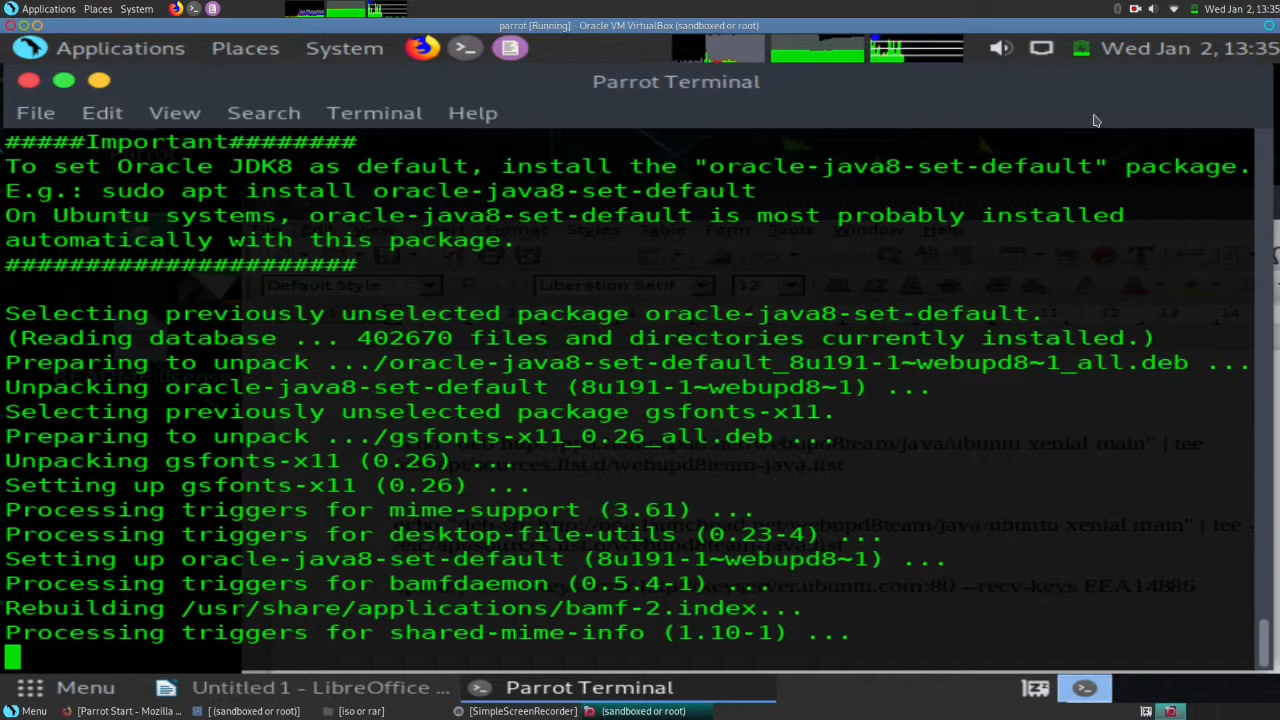 Applications Places System Wed Jan 2, 13:35
parrot [Running] - Oracle VM VirtualBox (sandboxed or root)
Applications Places System Wed Jan 2, 13:35
Parrot Terminal
File Edit View Search Terminal Help
#####Important########
To set Oracle JDK8 as default, install the "oracle-java8-set-default" package.
E.g.: sudo apt install oracle-java8-set-default
On Ubuntu systems, oracle-java8-set-default is most probably installed
automatically with this package.
######################
Default Style Liberation Serif 12
Selecting previously unselected package oracle-java8-set-default.
(Reading database ... 402670 files and directories currently installed.)
Preparing to unpack .../oracle-java8-set-default_8u191-1~webupd8~1_all.deb ...
Unpacking oracle-java8-set-default (8u191-1~webupd8~1) ...
Selecting previously unselected package gsfonts-x11.
Preparing to unpack .../gsfonts-x11_0.26_all.deb ...
Unpacking gsfonts-x11 (0.26) ...
Setting up gsfonts-x11 (0.26) ...
Processing triggers for mime-support (3.61) ...
Processing triggers for desktop-file-utils (0.23-4) ...
Setting up oracle-java8-set-default (8u191-1~webupd8~1) ...
Processing triggers for bamfdaemon (0.5.4-1) ...
--recv-keys EEA14886
Rebuilding /usr/share/applications/bamf-2.index...
Processing triggers for shared-mime-info (1.10-1) ...
Menu Untitled 1 - LibreOffice ... Parrot Terminal
Menu [Parrot Start - Mozilla ... [ (sandboxed or root)] [iso or rar] [SimpleScreenRecorder] (sandboxed or root)